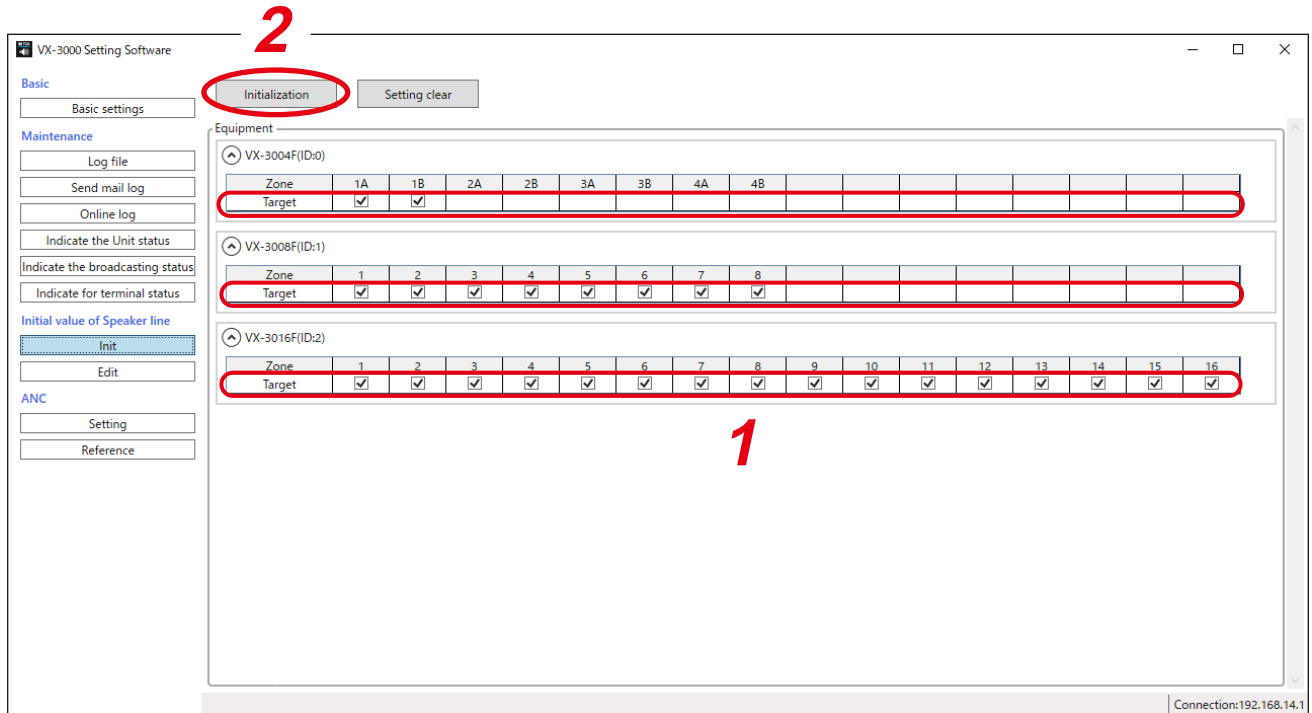 2
VX-3000 Setting Software
Basic
Basic settings
Maintenance
Log file
Send mail log
Online log
Indicate the Unit status
Indicate the broadcasting status
Indicate for terminal status
Initial value of Speaker line
Init
Edit
ANC
Setting
Reference
Initialization Setting clear
Equipment
VX-3004F(ID:0)
Zone 1A 1B 2A 2B 3A 3B 4A 4B
Target
VX-3008F(ID:1)
Zone 1 2 3 4 5 6 7 8
Target
VX-3016F(ID:2)
Zone 1 2 3 4 5 6 7 8 9 10 11 12 13 14 15 16
Target
1
Connection:192.168.14.1